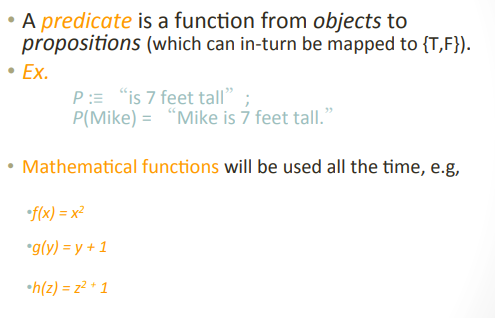 • A predicate is a function from objects to
propositions (which can in-turn be mapped to {T,F}).
• Ex.
P :≡ “is 7 feet tall” ;
P(Mike) = “Mike is 7 feet tall.”
• Mathematical functions will be used all the time, e.g,
•f(x) = x²
•g(y) = y + 1
•h(z) = z² ⁺ 1